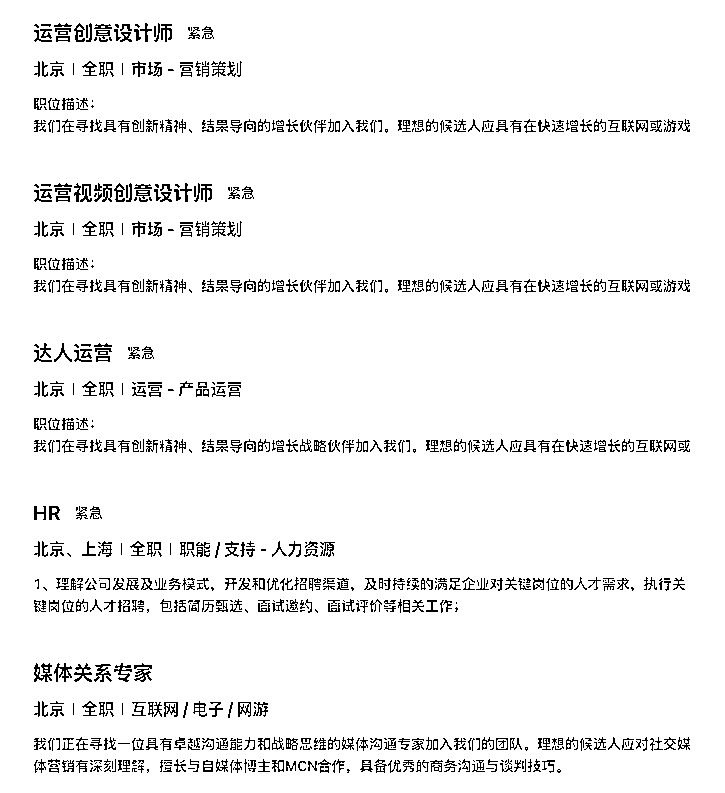 运营创意设计师 紧急
北京 | 全职 | 市场 - 营销策划
职位描述：
我们在寻找具有创新精神、结果导向的增长伙伴加入我们。理想的候选人应具有在快速增长的互联网或游戏
运营视频创意设计师 紧急
北京 | 全职 | 市场 - 营销策划
职位描述：
我们在寻找具有创新精神、结果导向的增长伙伴加入我们。理想的候选人应具有在快速增长的互联网或游戏
达人运营 紧急
北京 | 全职 | 运营 - 产品运营
职位描述：
我们在寻找具有创新精神、结果导向的增长战略伙伴加入我们。理想的候选人应具有在快速增长的互联网或
HR 紧急
北京、上海 | 全职 | 职能 / 支持 - 人力资源
1、理解公司发展及业务模式，开发和优化招聘渠道，及时持续的满足企业对关键岗位的人才需求，执行关
键岗位的人才招聘，包括简历甄选、面试邀约、面试评价等相关工作；
媒体关系专家
北京 | 全职 | 互联网 / 电子 / 网游
我们正在寻找一位具有卓越沟通能力和战略思维的媒体沟通专家加入我们的团队。理想的候选人应对社交媒
体营销有深刻理解，擅长与自媒体博主和MCN合作，具备优秀的商务沟通与谈判技巧。